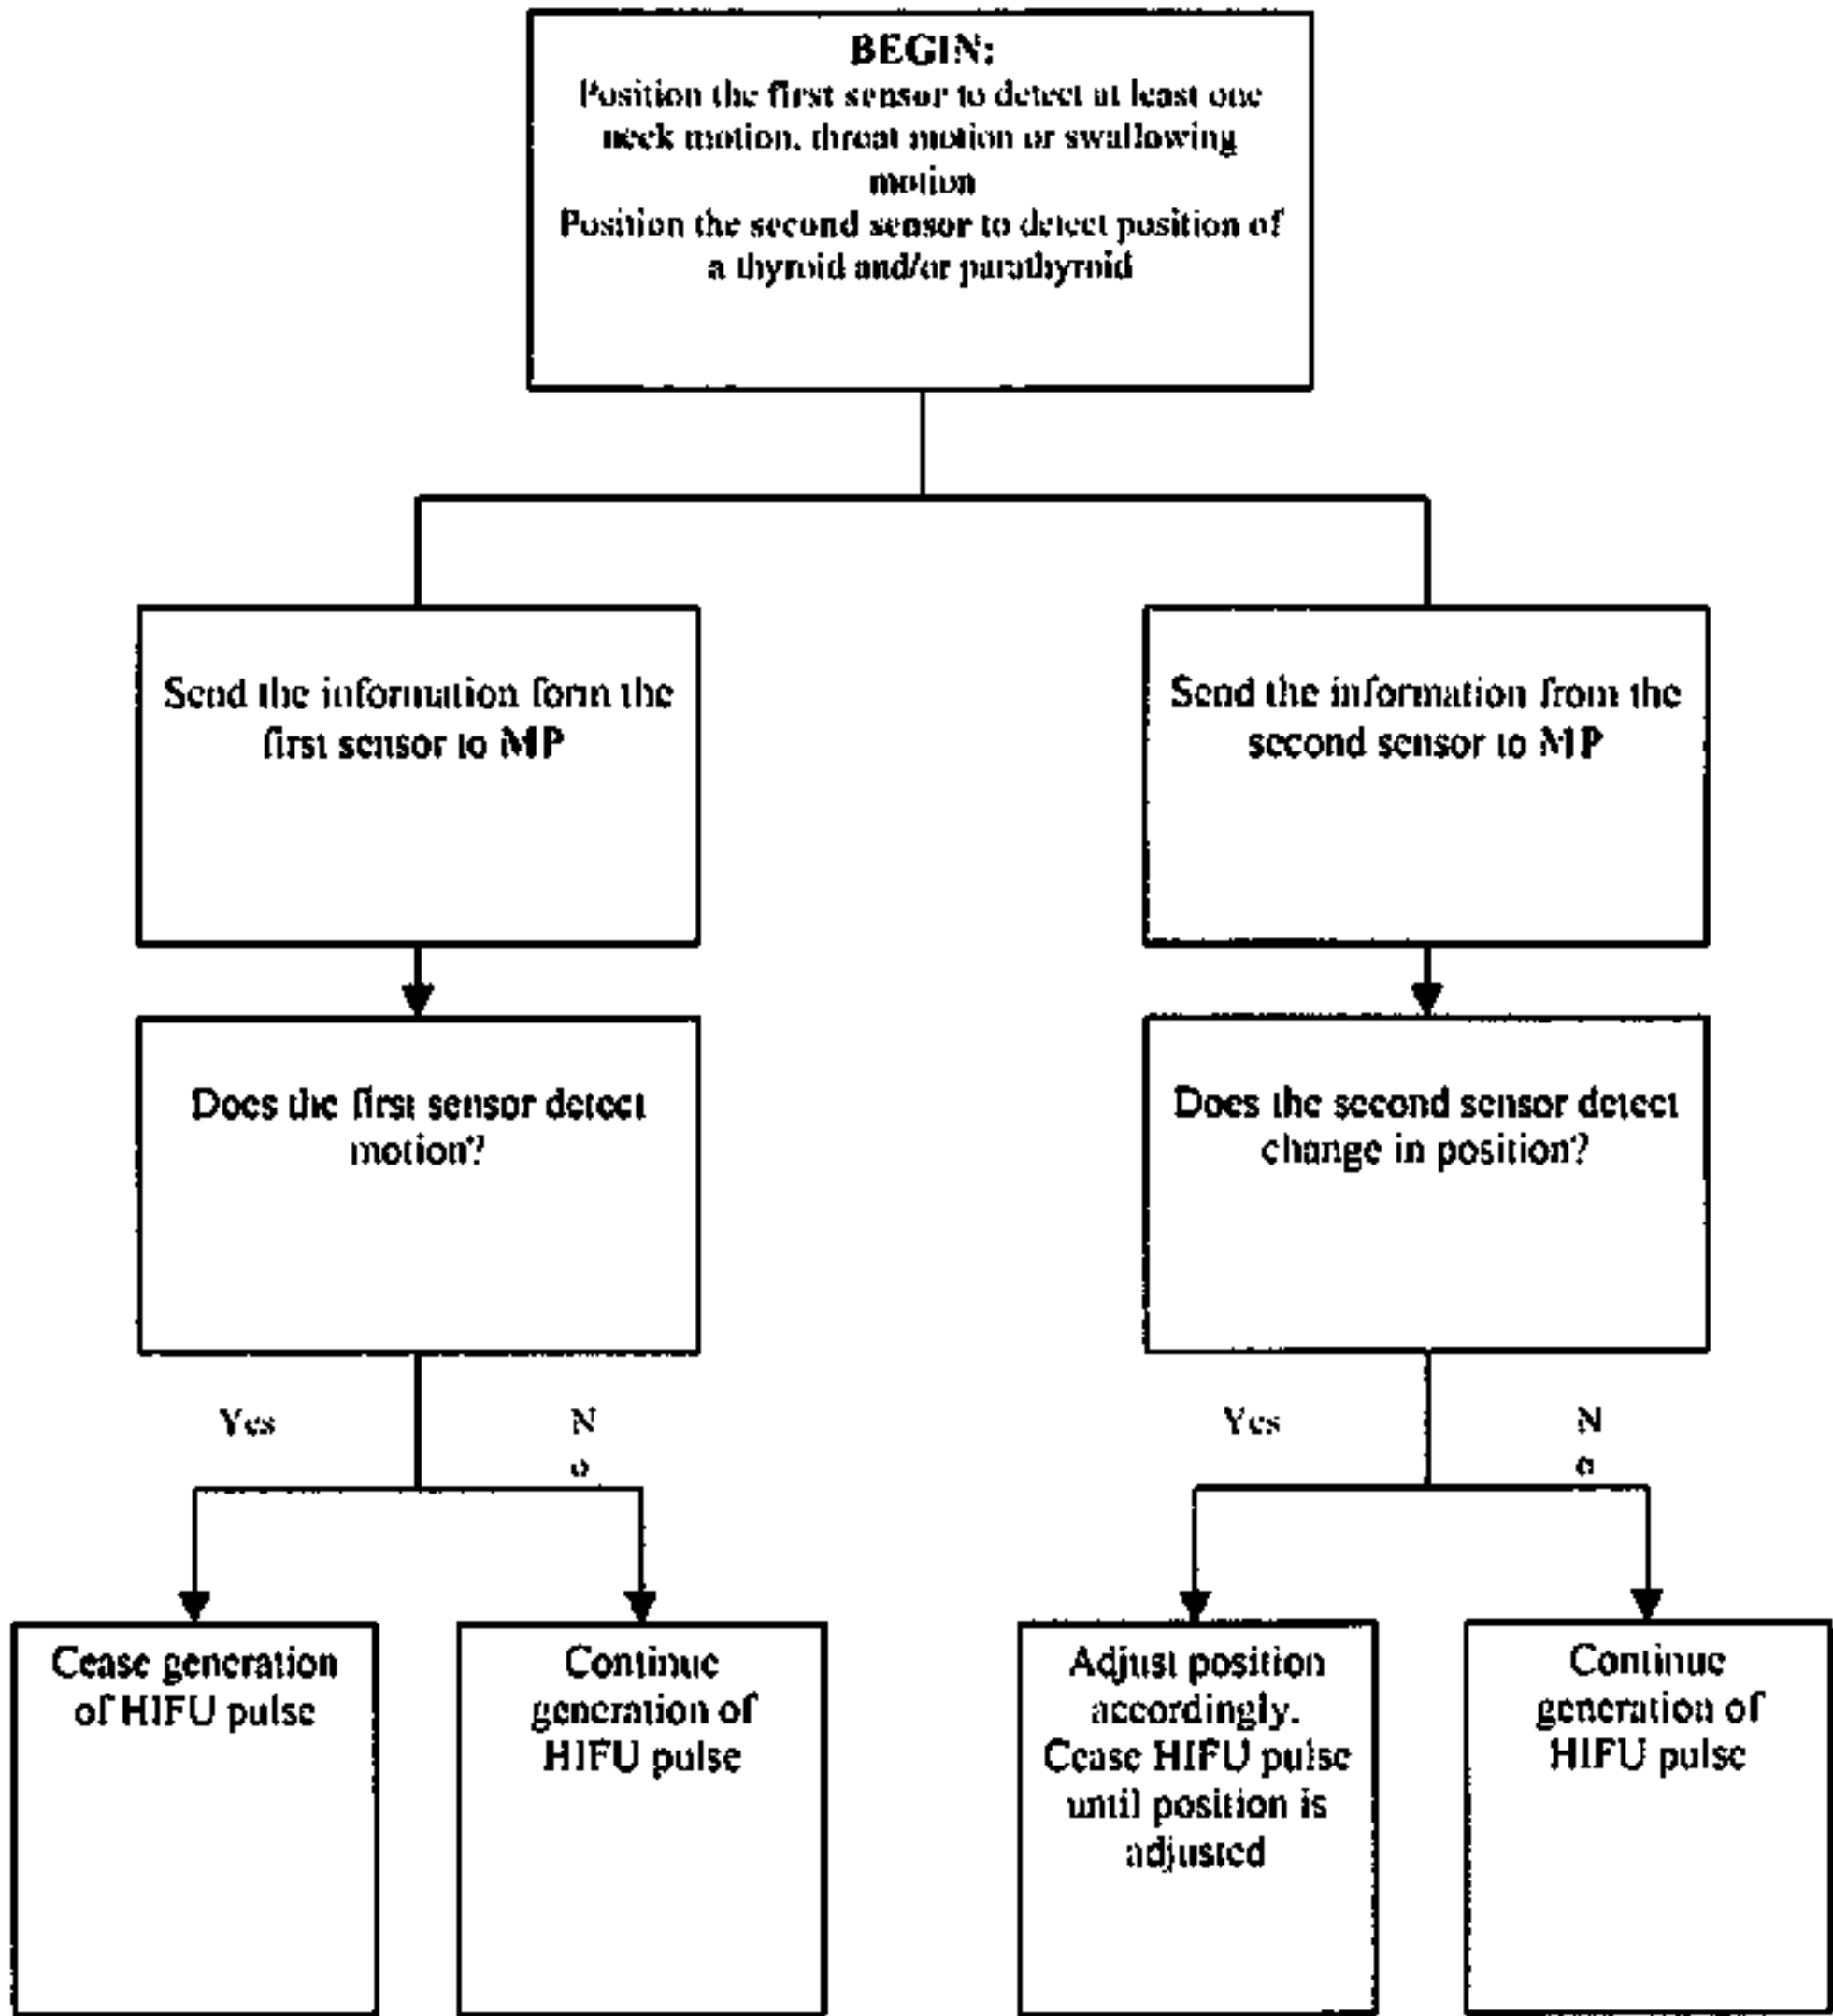 BEGIN:
Position the first sensor to detect at least one
neck motion, throat motion or swallowing
motion
Position the second sensor to detect position of
a thyroid and/or parathyroid
Send the information form the
first sensor to MP
Send the information from the
second sensor to MP
Does the first sensor detect
motion?
Does the second sensor detect
change in position?
Yes
N
o
Yes
N
o
Cease generation
of HIFU pulse
Continue
generation of
HIFU pulse
Adjust position
accordingly.
Cease HIFU pulse
until position is
adjusted
Continue
generation of
HIFU pulse